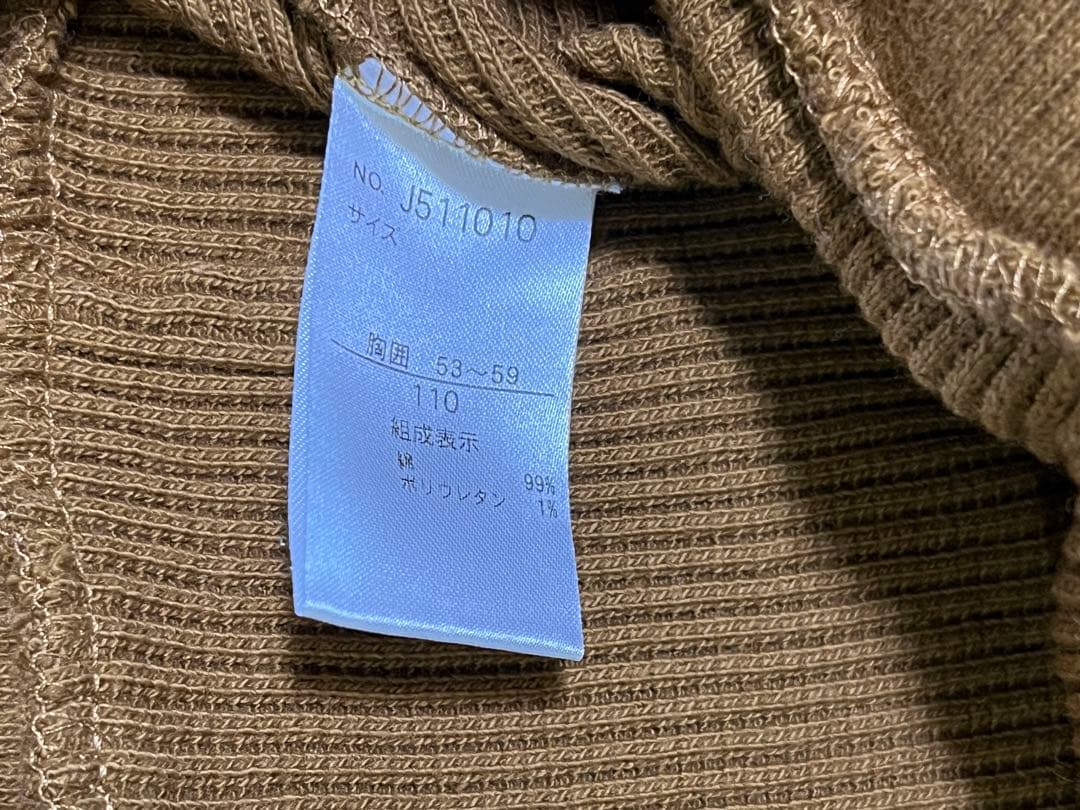 NO. J511010
サイズ
胸囲 53～59
110
組成表示
綿 99%
ポリウレタン 1%